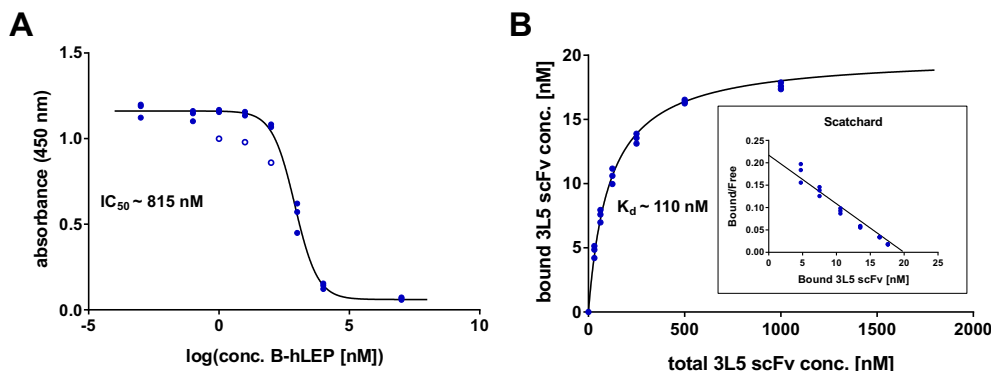 A
absorbance (450 nm)
1.5
1.0
0.5
0.0
IC50 ~ 815 nM
-5
0
5
10
log(conc. B-hLEP [nM])
B
bound 3L5 scFv conc. [nM]
20
15
10
5
0
Kd ~ 110 nM
0
500
1000
1500
2000
total 3L5 scFv conc. [nM]
Scatchard
Bound/Free
0.25
0.20
0.15
0.10
0.05
0.00
0
5
10
15
20
25
Bound 3L5 scFv [nM]